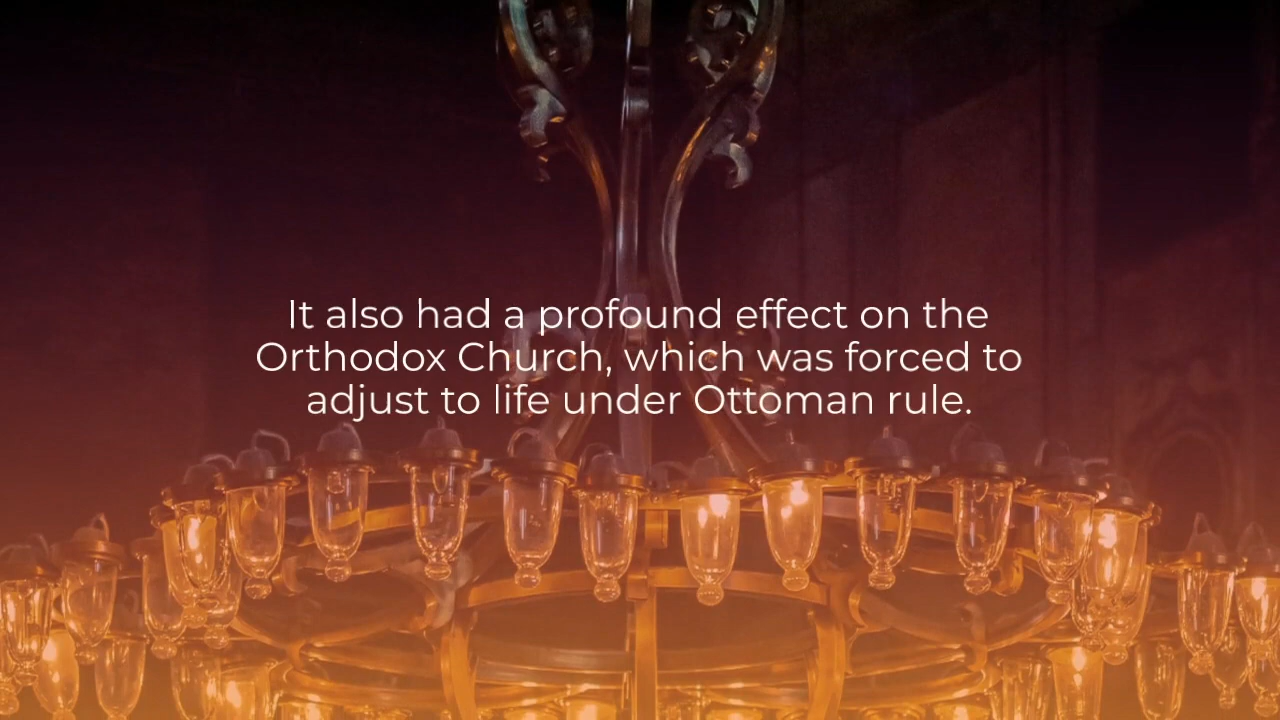 It also had a profound effect on the
Orthodox Church, which was forced to
adjust to life under Ottoman rule.